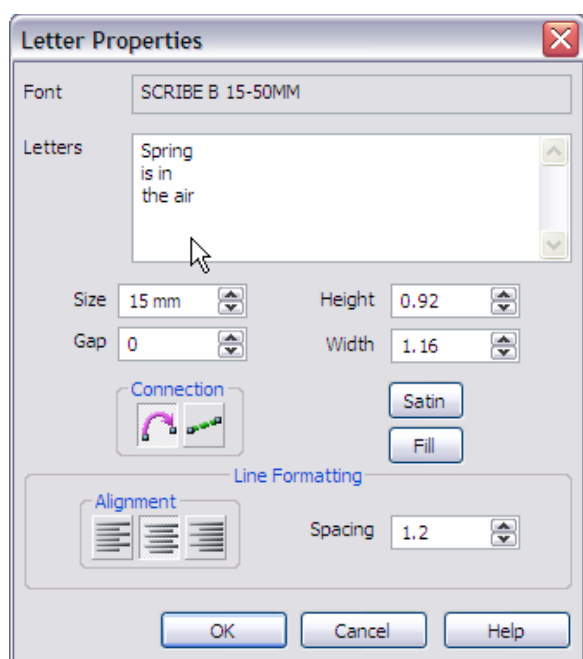 Letter Properties
Font SCRIBE B 15-50MM
Letters Spring
is in
the air
Size 15 mm Height 0.92
Gap 0 Width 1.16
Connection
Satin
Fill
Line Formatting
Alignment
Spacing 1.2
OK Cancel Help